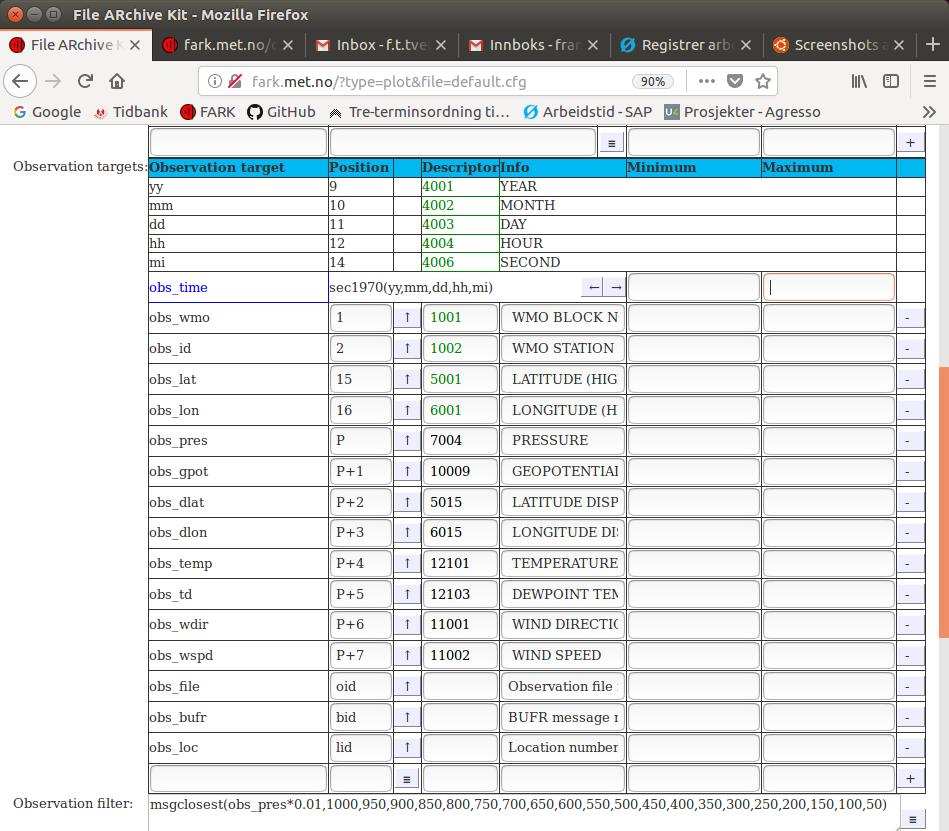 File ARchive Kit - Mozilla Firefox
File ARchive K fark.met.no/c Inbox - f.t.tve Innboks - fran Registrer arbe Screenshots a
fark.met.no/?type=plot&file=default.cfg 90%
Google Tidbank FARK GitHub Tre-terminsordning ti... Arbeidstid - SAP Prosjekter - Agresso
≡ +
Observation targets: Observation target Position Descriptor Info Minimum Maximum
yy 9 4001 YEAR
mm 10 4002 MONTH
dd 11 4003 DAY
hh 12 4004 HOUR
mi 14 4006 SECOND
obs_time sec1970(yy,mm,dd,hh,mi) ← →
obs_wmo 1 ↑ 1001 WMO BLOCK N -
obs_id 2 ↑ 1002 WMO STATION -
obs_lat 15 ↑ 5001 LATITUDE (HIG -
obs_lon 16 ↑ 6001 LONGITUDE (H -
obs_pres P ↑ 7004 PRESSURE -
obs_gpot P+1 ↑ 10009 GEOPOTENTIAL -
obs_dlat P+2 ↑ 5015 LATITUDE DISP -
obs_dlon P+3 ↑ 6015 LONGITUDE DIS -
obs_temp P+4 ↑ 12101 TEMPERATURE -
obs_td P+5 ↑ 12103 DEWPOINT TEM -
obs_wdir P+6 ↑ 11001 WIND DIRECTIO -
obs_wspd P+7 ↑ 11002 WIND SPEED -
obs_file oid ↑ Observation file -
obs_bufr bid ↑ BUFR message n -
obs_loc lid ↑ Location number -
≡ +
Observation filter: msgclosest(obs_pres*0.01,1000,950,900,850,800,750,700,650,600,550,500,450,400,350,300,250,200,150,100,50)
≡